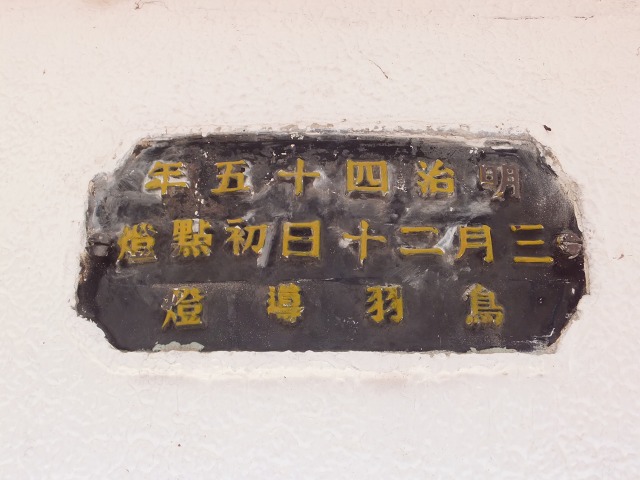 明治四十五年
三月二十日初點燈
鳥羽導燈